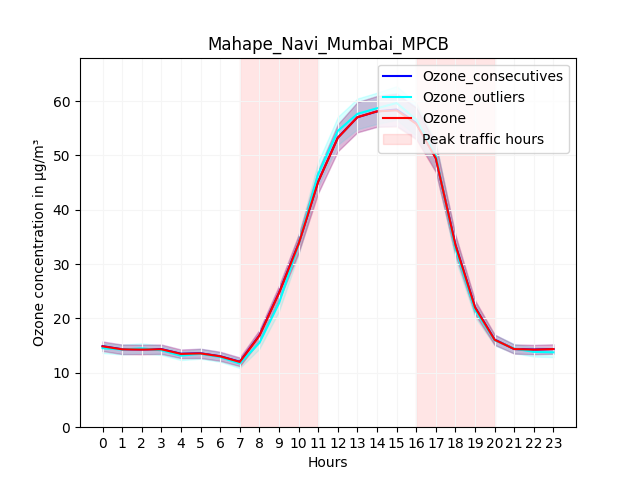 Mahape_Navi_Mumbai_MPCB
Ozone_consecutives
Ozone_outliers
Ozone
Peak traffic hours
Ozone concentration in µg/m³
60
50
40
30
20
10
0
0 1 2 3 4 5 6 7 8 9 10 11 12 13 14 15 16 17 18 19 20 21 22 23
Hours